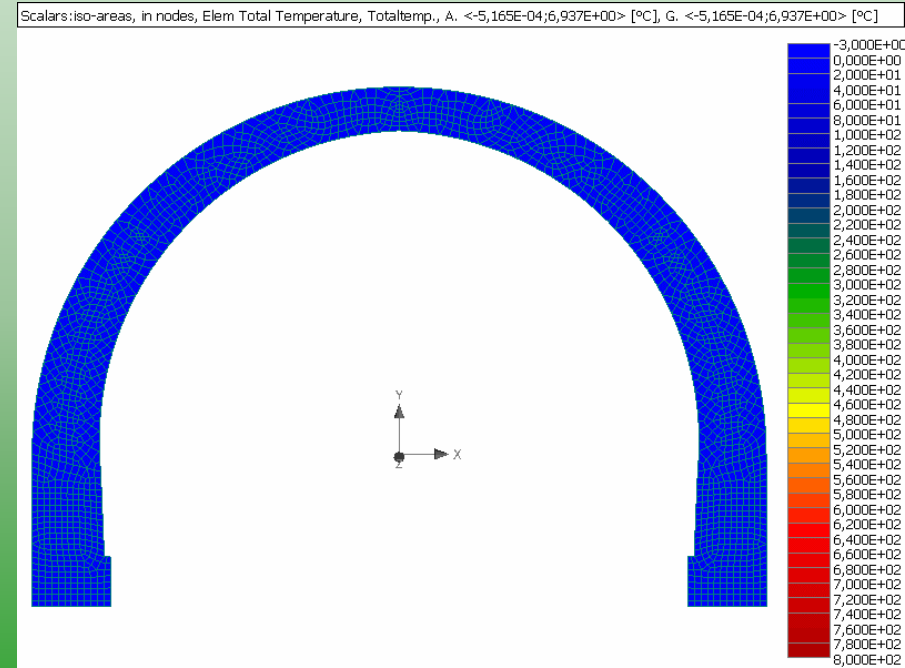 Scalars:iso-areas, in nodes, Elem Total Temperature, Totaltemp., A. <-5,165E-04;6,937E+00> [°C], G. <-5,165E-04;6,937E+00> [°C]
-3,000E+00
0,000E+00
2,000E+01
4,000E+01
6,000E+01
8,000E+01
1,000E+02
1,200E+02
1,400E+02
1,600E+02
1,800E+02
2,000E+02
2,200E+02
2,400E+02
2,600E+02
2,800E+02
3,000E+02
3,200E+02
3,400E+02
3,600E+02
3,800E+02
4,000E+02
4,200E+02
4,400E+02
4,600E+02
4,800E+02
5,000E+02
5,200E+02
5,400E+02
5,600E+02
5,800E+02
6,000E+02
6,200E+02
6,400E+02
6,600E+02
6,800E+02
7,000E+02
7,200E+02
7,400E+02
7,600E+02
7,800E+02
8,000E+02
Y
X
Z